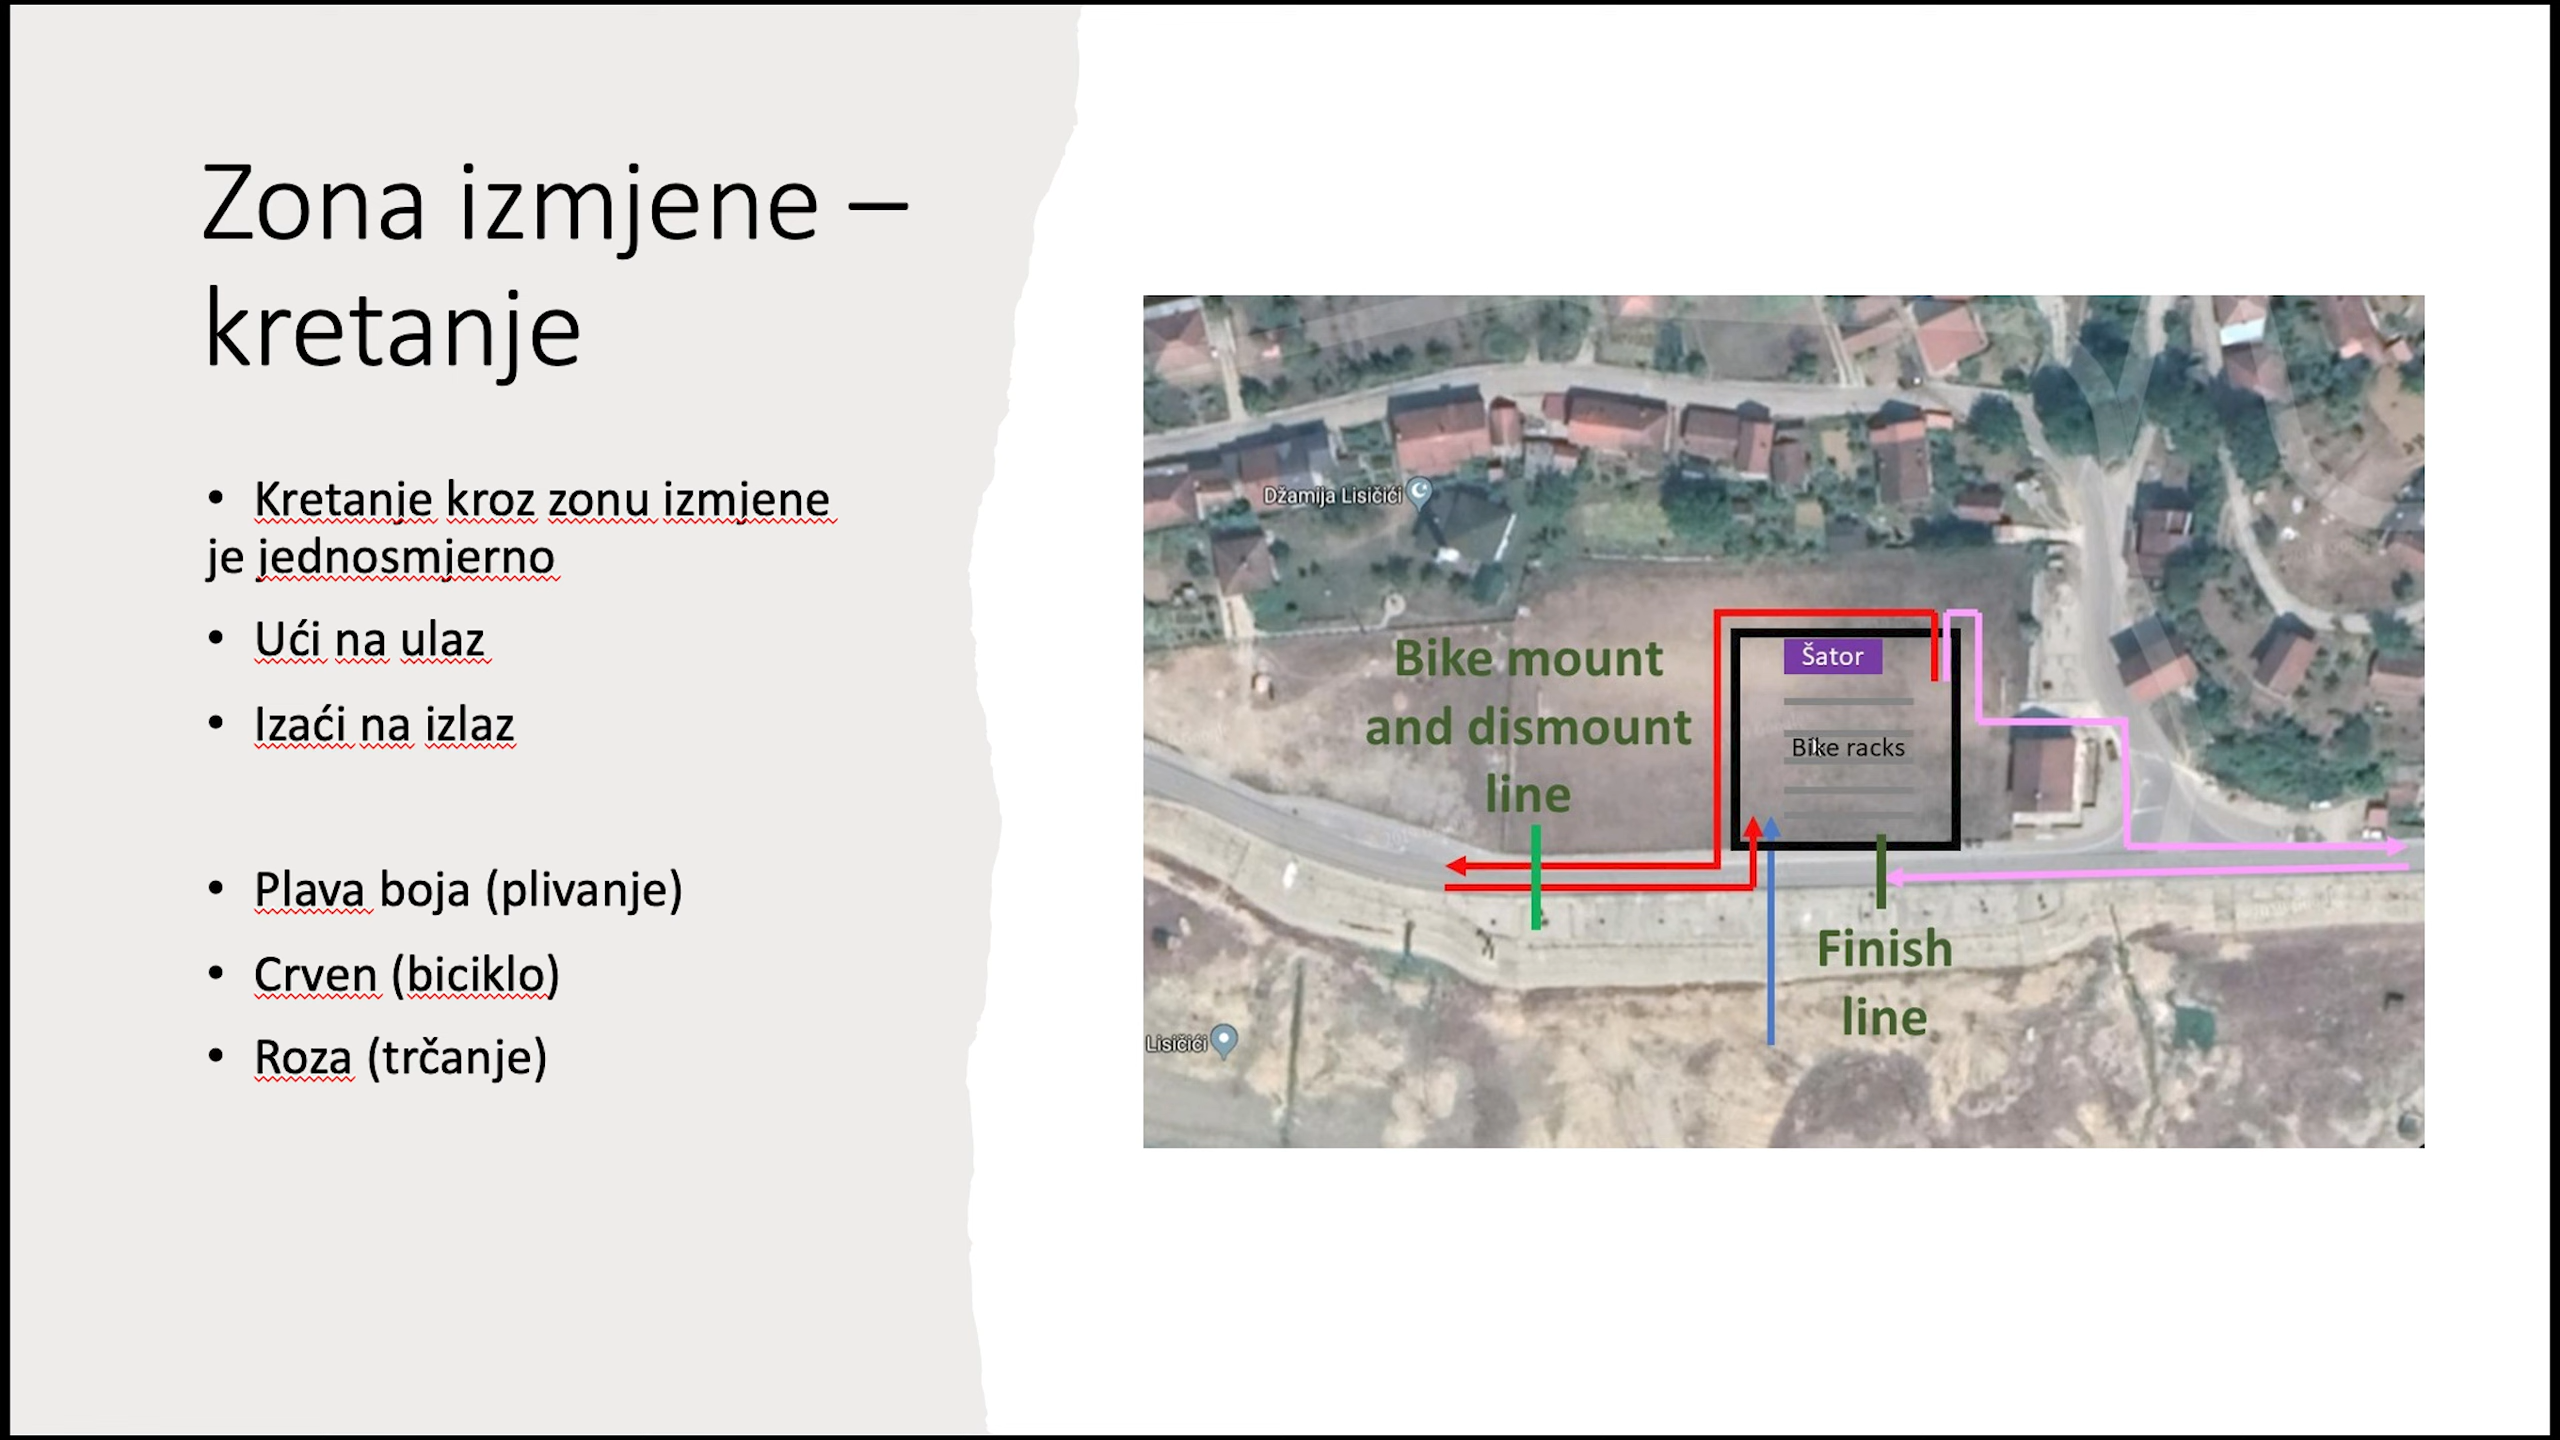 Zona izmjene –
kretanje
• Kretanje kroz zonu izmjene
je jednosmjerno
• Ući na ulaz
• Izaći na izlaz
• Plava boja (plivanje)
• Crven (biciklo)
• Roza (trčanje)
Džamija Lisičići
Bike mount
and dismount
line
Šator
Bike racks
Finish
line
Lisičići